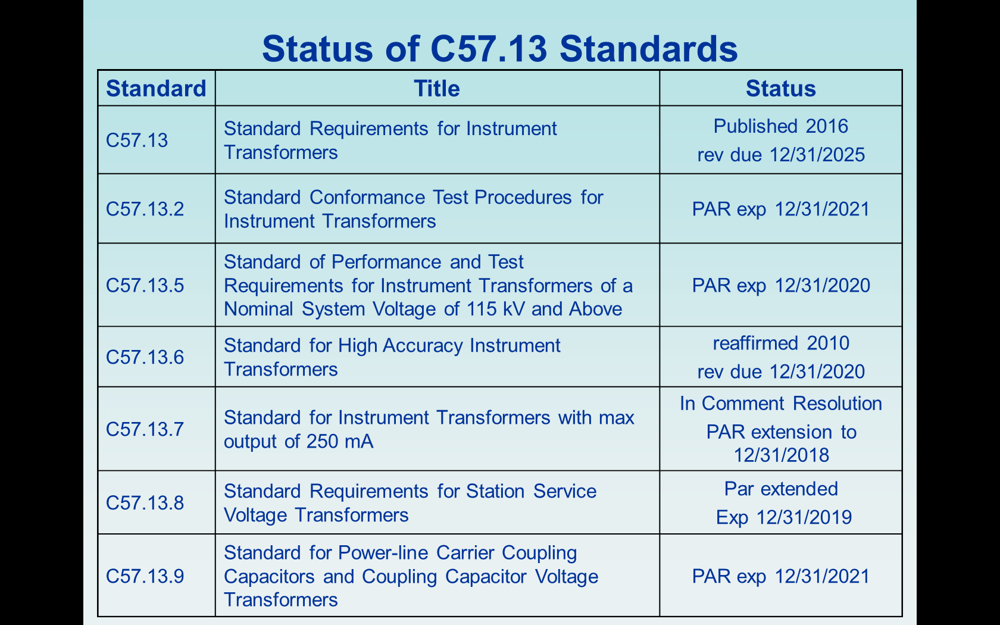 Status of C57.13 Standards
Standard Title Status
C57.13
Standard Requirements for Instrument
Transformers
Published 2016
rev due 12/31/2025
C57.13.2
Standard Conformance Test Procedures for
Instrument Transformers
PAR exp 12/31/2021
C57.13.5
Standard of Performance and Test
Requirements for Instrument Transformers of a
Nominal System Voltage of 115 kV and Above
PAR exp 12/31/2020
C57.13.6
Standard for High Accuracy Instrument
Transformers
reaffirmed 2010
rev due 12/31/2020
C57.13.7
Standard for Instrument Transformers with max
output of 250 mA
In Comment Resolution
PAR extension to
12/31/2018
C57.13.8
Standard Requirements for Station Service
Voltage Transformers
Par extended
Exp 12/31/2019
C57.13.9
Standard for Power-line Carrier Coupling
Capacitors and Coupling Capacitor Voltage
Transformers
PAR exp 12/31/2021